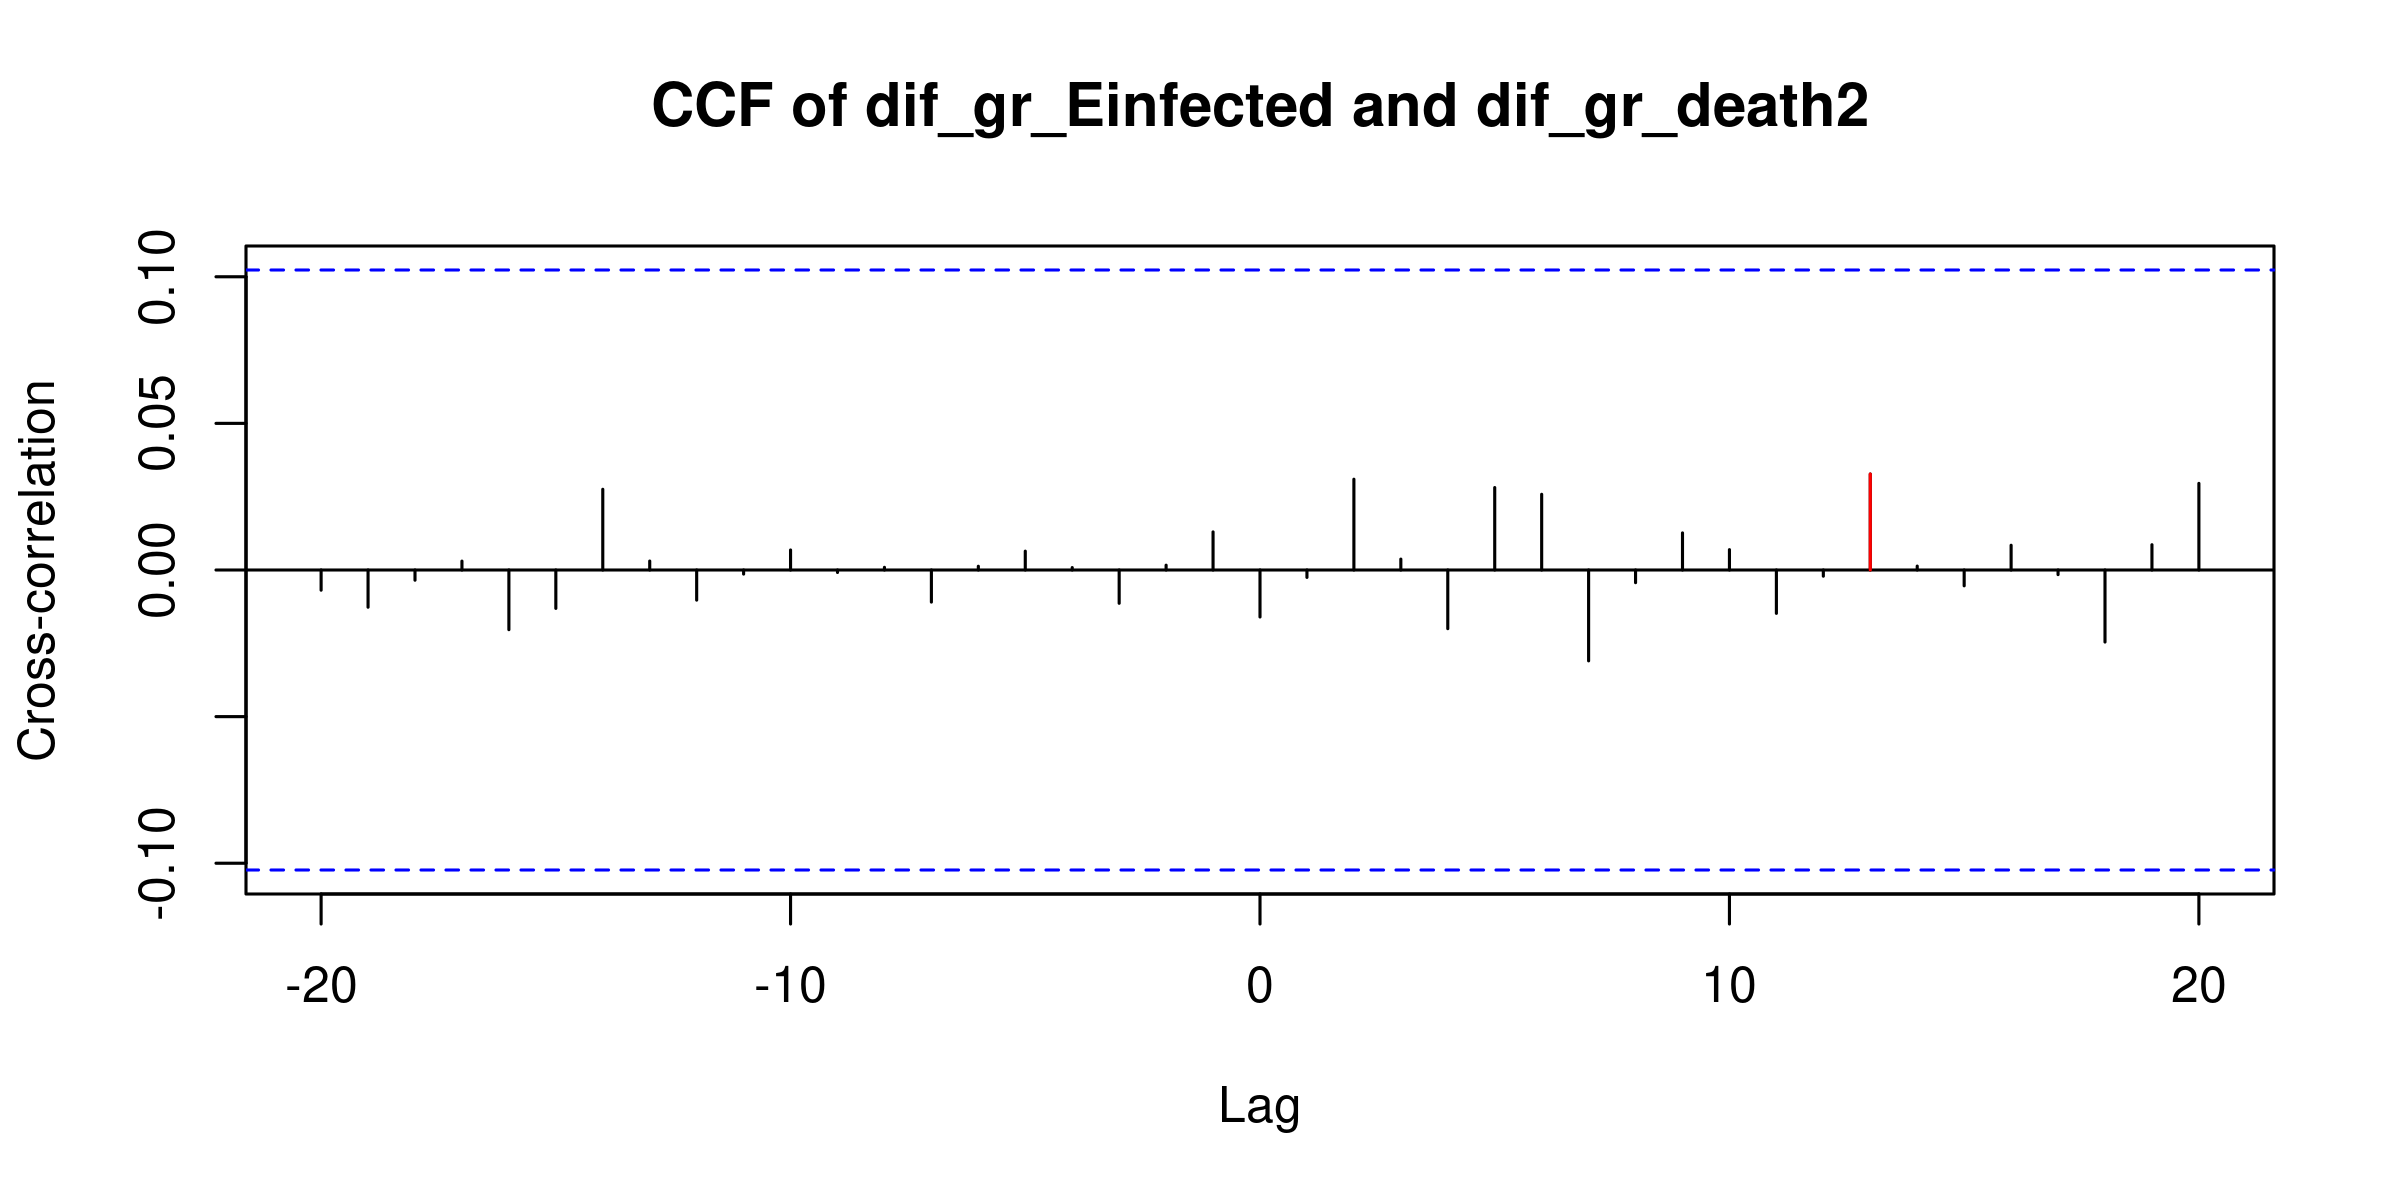 CCF of dif_gr_Einfected and dif_gr_death2
Cross-correlation
0.10
0.05
0.00
-0.10
-20 -10 0 10 20
Lag